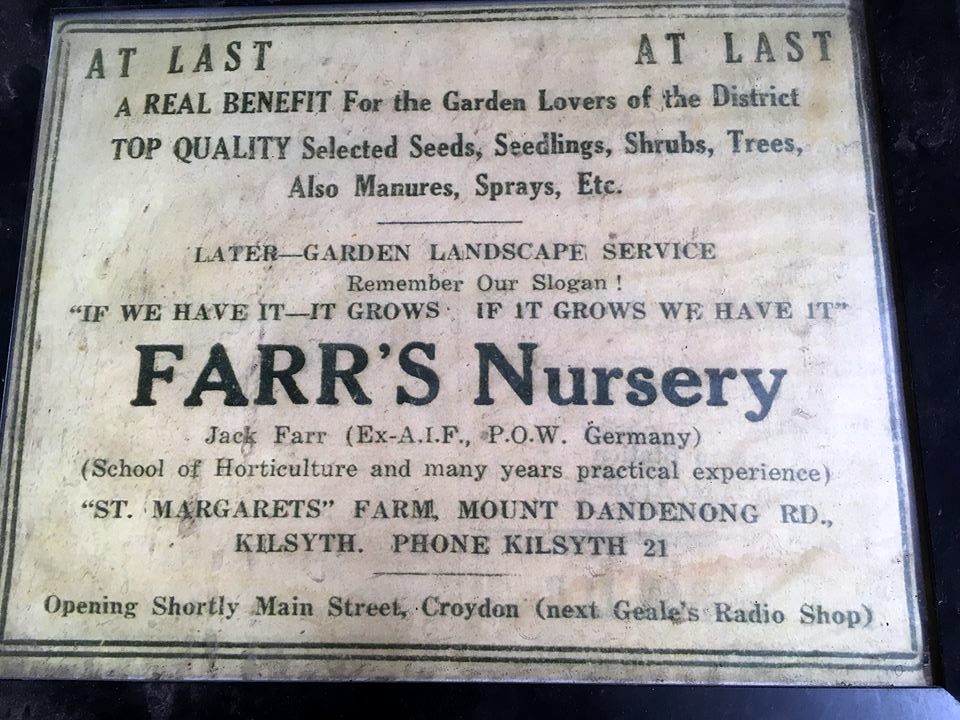 AT LAST AT LAST
A REAL BENEFIT For the Garden Lovers of the District
TOP QUALITY Selected Seeds, Seedlings, Shrubs, Trees,
Also Manures, Sprays, Etc.
LATER—GARDEN LANDSCAPE SERVICE
Remember Our Slogan!
"IF WE HAVE IT—IT GROWS IF IT GROWS WE HAVE IT"
FARR'S Nursery
Jack Farr (Ex-A.I.F., P.O.W. Germany)
(School of Horticulture and many years practical experience)
"ST. MARGARETS" FARM, MOUNT DANDENONG RD.,
KILSYTH. PHONE KILSYTH 21
Opening Shortly Main Street, Croydon (next Geale's Radio Shop)